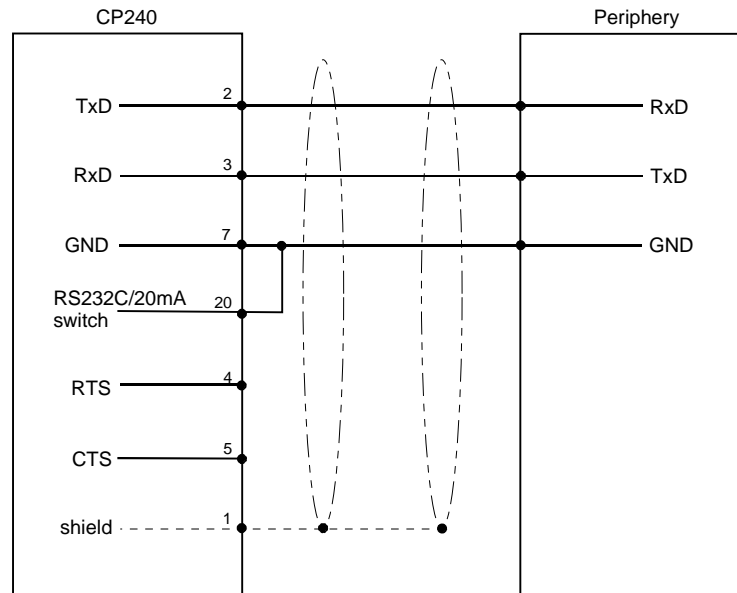 CP240
Periphery
TxD 2 RxD
RxD 3 TxD
GND 7 GND
RS232C/20mA 20
switch
RTS 4
CTS 5
shield 1